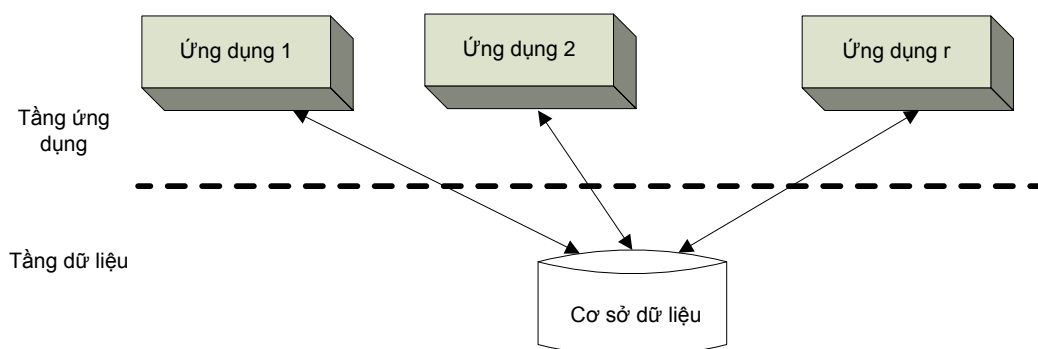 Ứng dụng 1
Ứng dụng 2
Ứng dụng r
Tầng ứng
dụng
Tầng dữ liệu
Cơ sở dữ liệu